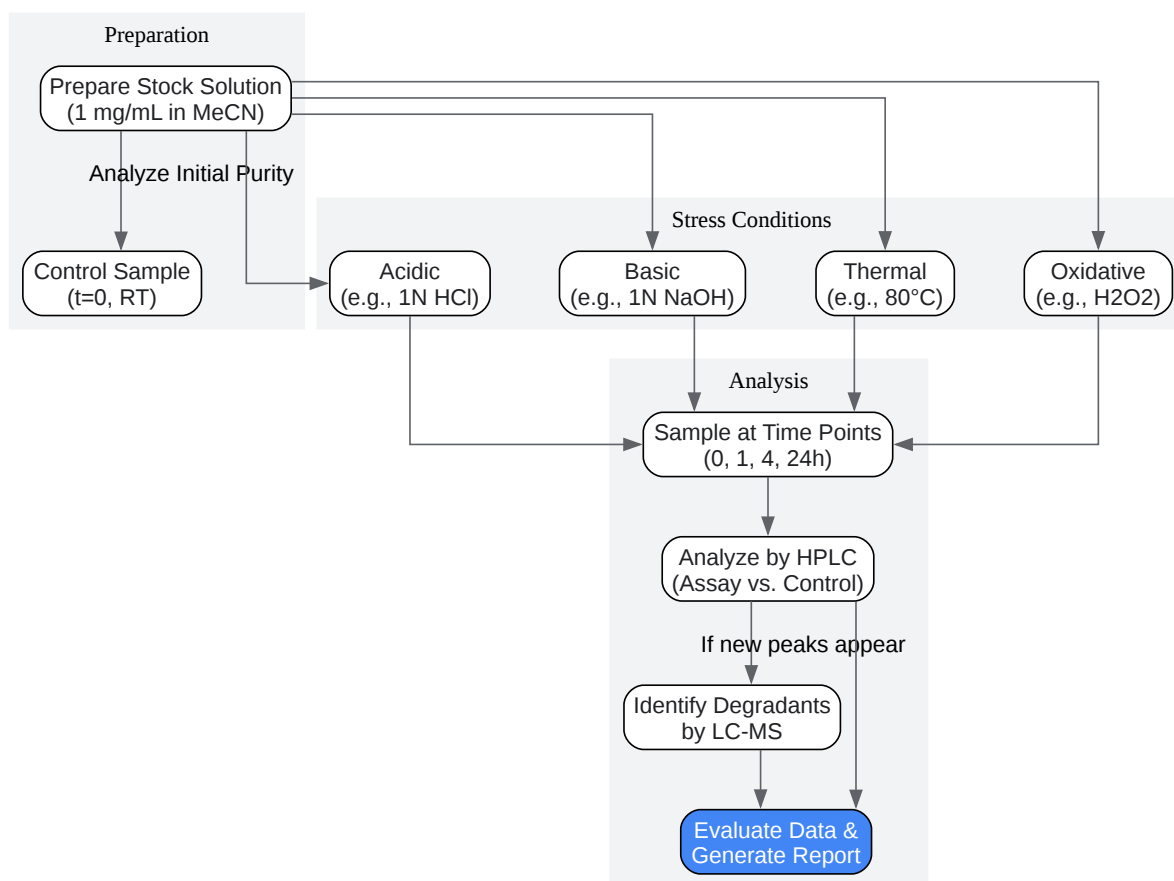 Preparation
Prepare Stock Solution
(1 mg/mL in MeCN)
Analyze Initial Purity
Control Sample
(t=0, RT)
Stress Conditions
Acidic
(e.g., 1N HCl)
Basic
(e.g., 1N NaOH)
Thermal
(e.g., 80°C)
Oxidative
(e.g., H2O2)
Analysis
Sample at Time Points
(0, 1, 4, 24h)
Analyze by HPLC
(Assay vs. Control)
If new peaks appear
Identify Degradants
by LC-MS
Evaluate Data &
Generate Report